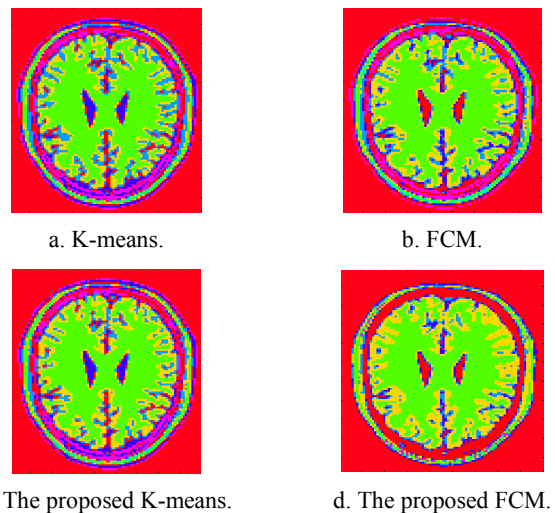 a. K-means.
b. FCM.
The proposed K-means.
d. The proposed FCM.